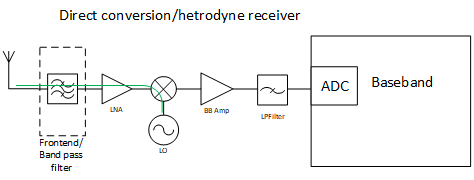 Direct conversion/hetrodyne receiver
ADC
Baseband
LNA
BB Amp
LPFilter
Frontend/
Band pass
filter
LO